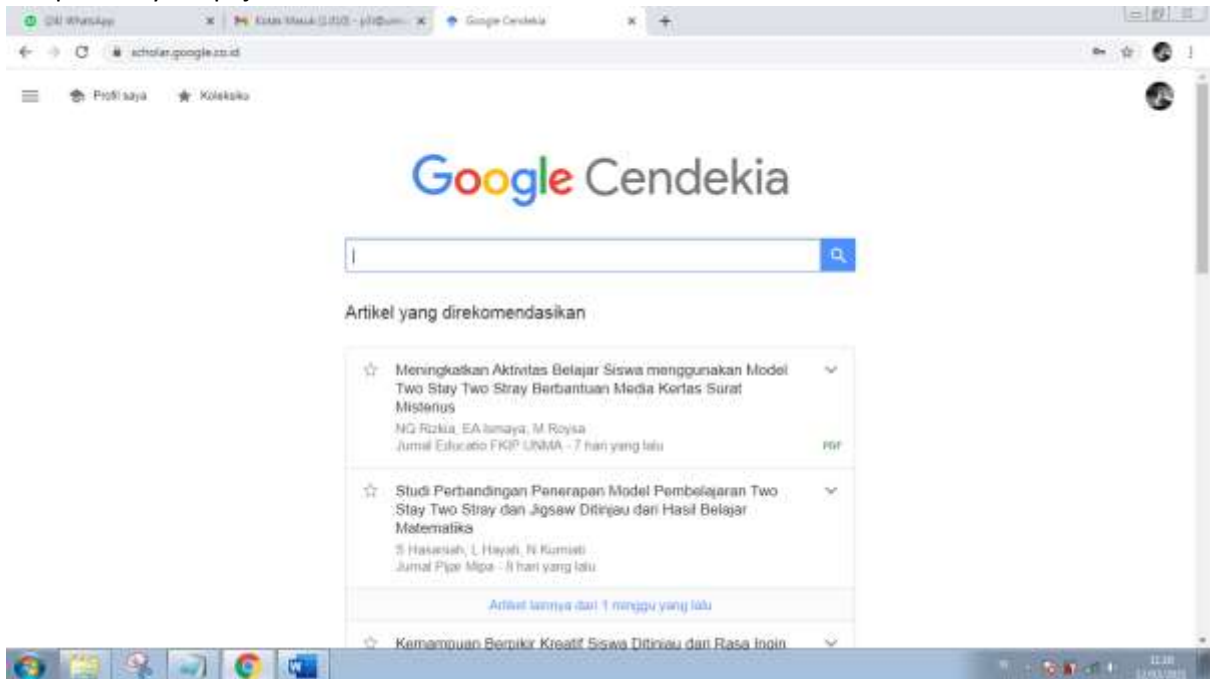 WhatsApp
Google Cendekia
scholar.google.co.id
Profil saya
Koleksiku
Google Cendekia
Artikel yang direkomendasikan
Meningkatkan Aktivitas Belajar Siswa menggunakan Model
Two Stay Two Stray Berbantuan Media Kertas Surat
Misterius
NG Rizkia, EA Ismaya, M Roysa
Jurnal Educatio FKIP UNMA - 7 hari yang lalu
PDF
Studi Perbandingan Penerapan Model Pembelajaran Two
Stay Two Stray dan Jigsaw Ditinjau dari Hasil Belajar
Matematika
S Hasanah, L Hayati, N Kurniati
Jurnal Pijar Mipa - 8 hari yang lalu
Artikel lainnya dari 1 minggu yang lalu
Kemampuan Berpikir Kreatif Siswa Ditinjau dari Rasa Ingin